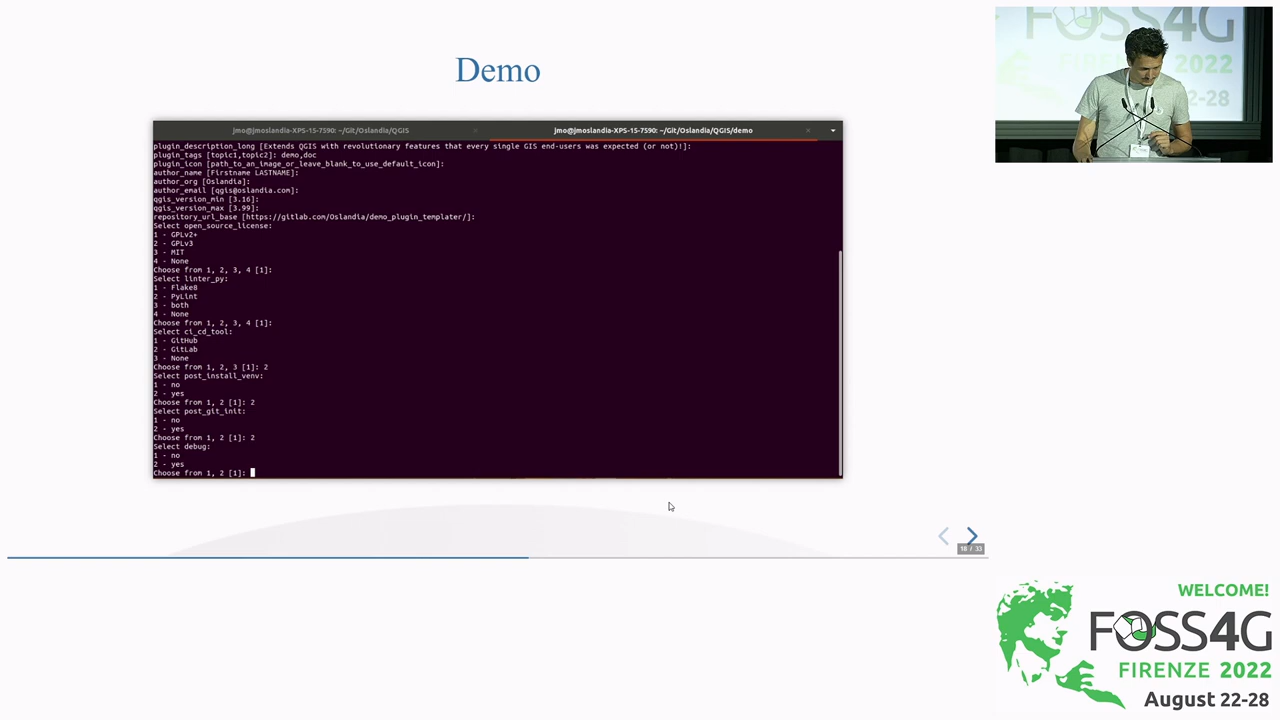 Demo
jmo@jmoslandia-XPS-15-7590: ~/Git/Oslandia/QGIS
jmo@jmoslandia-XPS-15-7590: ~/Git/Oslandia/QGIS/demo
plugin_description_long [Extends QGIS with revolutionary features that every single GIS end-users was expected (or not)!]:
plugin_tags [topic1,topic2]: demo,doc
plugin_icon [path_to_an_image_or_leave_blank_to_use_default_icon]:
author_name [Firstname LASTNAME]:
author_org [Oslandia]:
author_email [qgis@oslandia.com]:
qgis_version_min [3.16]:
qgis_version_max [3.99]:
repository_url_base [https://gitlab.com/Oslandia/demo_plugin_templater/]:
Select open_source_license:
1 - GPLv2+
2 - GPLv3
3 - MIT
4 - None
Choose from 1, 2, 3, 4 [1]:
Select linter_py:
1 - Flake8
2 - PyLint
3 - both
4 - None
Choose from 1, 2, 3, 4 [1]:
Select ci_cd_tool:
1 - GitHub
2 - GitLab
3 - None
Choose from 1, 2, 3 [1]: 2
Select post_install_venv:
1 - no
2 - yes
Choose from 1, 2 [1]: 2
Select post_git_init:
1 - no
2 - yes
Choose from 1, 2 [1]: 2
Select debug:
1 - no
2 - yes
Choose from 1, 2 [1]:
18 / 33
FOSS4G
FIRENZE 2022
22-28
WELCOME!
FOSS4G
FIRENZE 2022
August 22-28